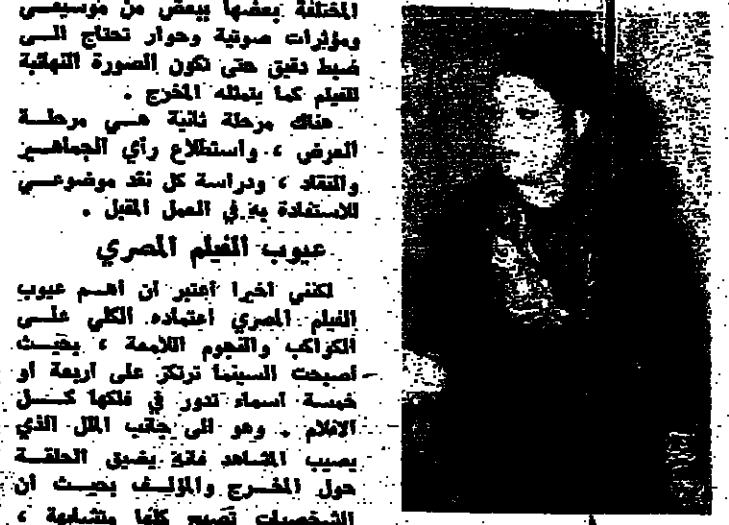 المختلفة بعضها ببعض من موسيقى
ومؤثرات صوتية وحوار تحتاج الى
ضبط دقيق حتى تكون الصورة النهائية
للفيلم كما يتمثله المخرج .
هناك مرحلة ثانية هي مرحلة
العرض ، واستطلاع رأي الجماهير
والنقاد ، ودراسة كل نقد موضوعي
للاستفادة به في العمل المقبل .
عيوب الفيلم المصري
لكنني اخيرا أعتبر أن أهم عيوب
الفيلم المصري اعتماده الكلي على
الكواكب والنجوم اللامعة ، بحيث
اصبحت السينما ترتكز على اربعة او
خمسة اسماء تدور في فلكها كل
الافلام . وهو الى جانب الملل الذي
يصيب المشاهد فانه يضيق الحلقة
حول المخرج والمؤلف بحيث ان
الشخصيات تصبح كلها متشابهة ،